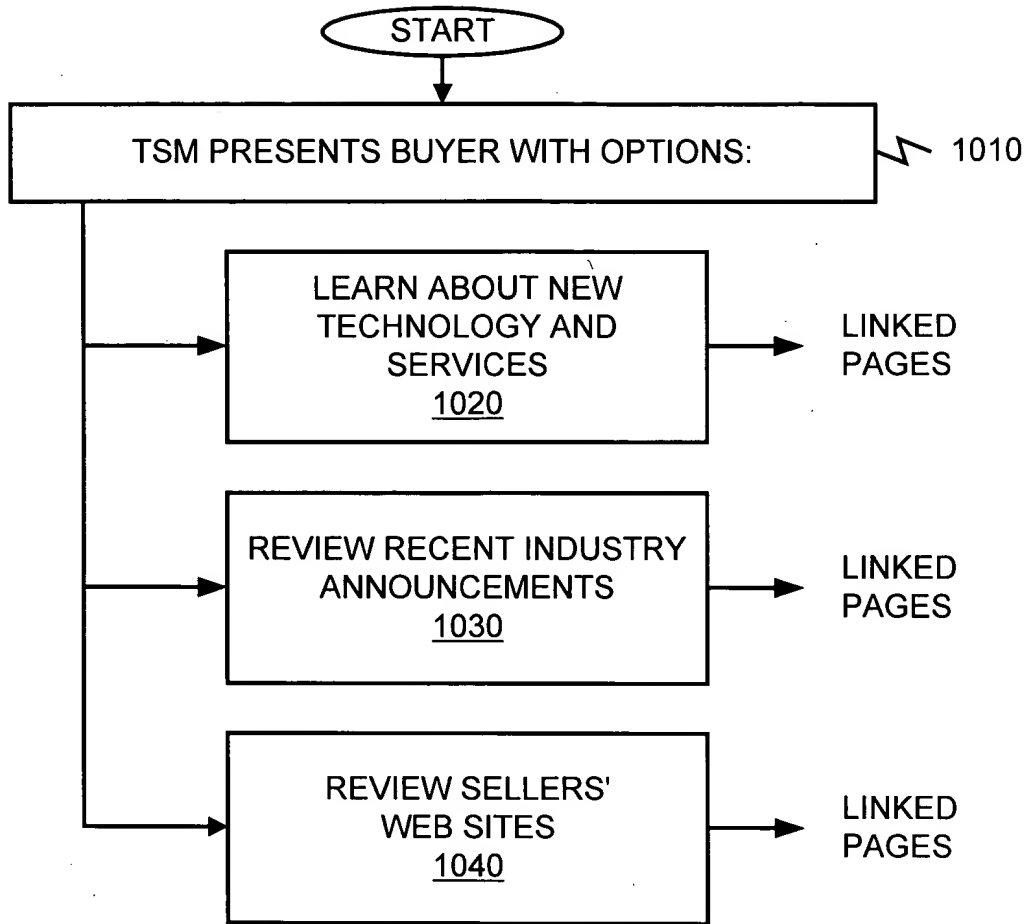 START
TSM PRESENTS BUYER WITH OPTIONS:
1010
LEARN ABOUT NEW
TECHNOLOGY AND
SERVICES
1020
LINKED
PAGES
REVIEW RECENT INDUSTRY
ANNOUNCEMENTS
1030
LINKED
PAGES
REVIEW SELLERS'
WEB SITES
1040
LINKED
PAGES